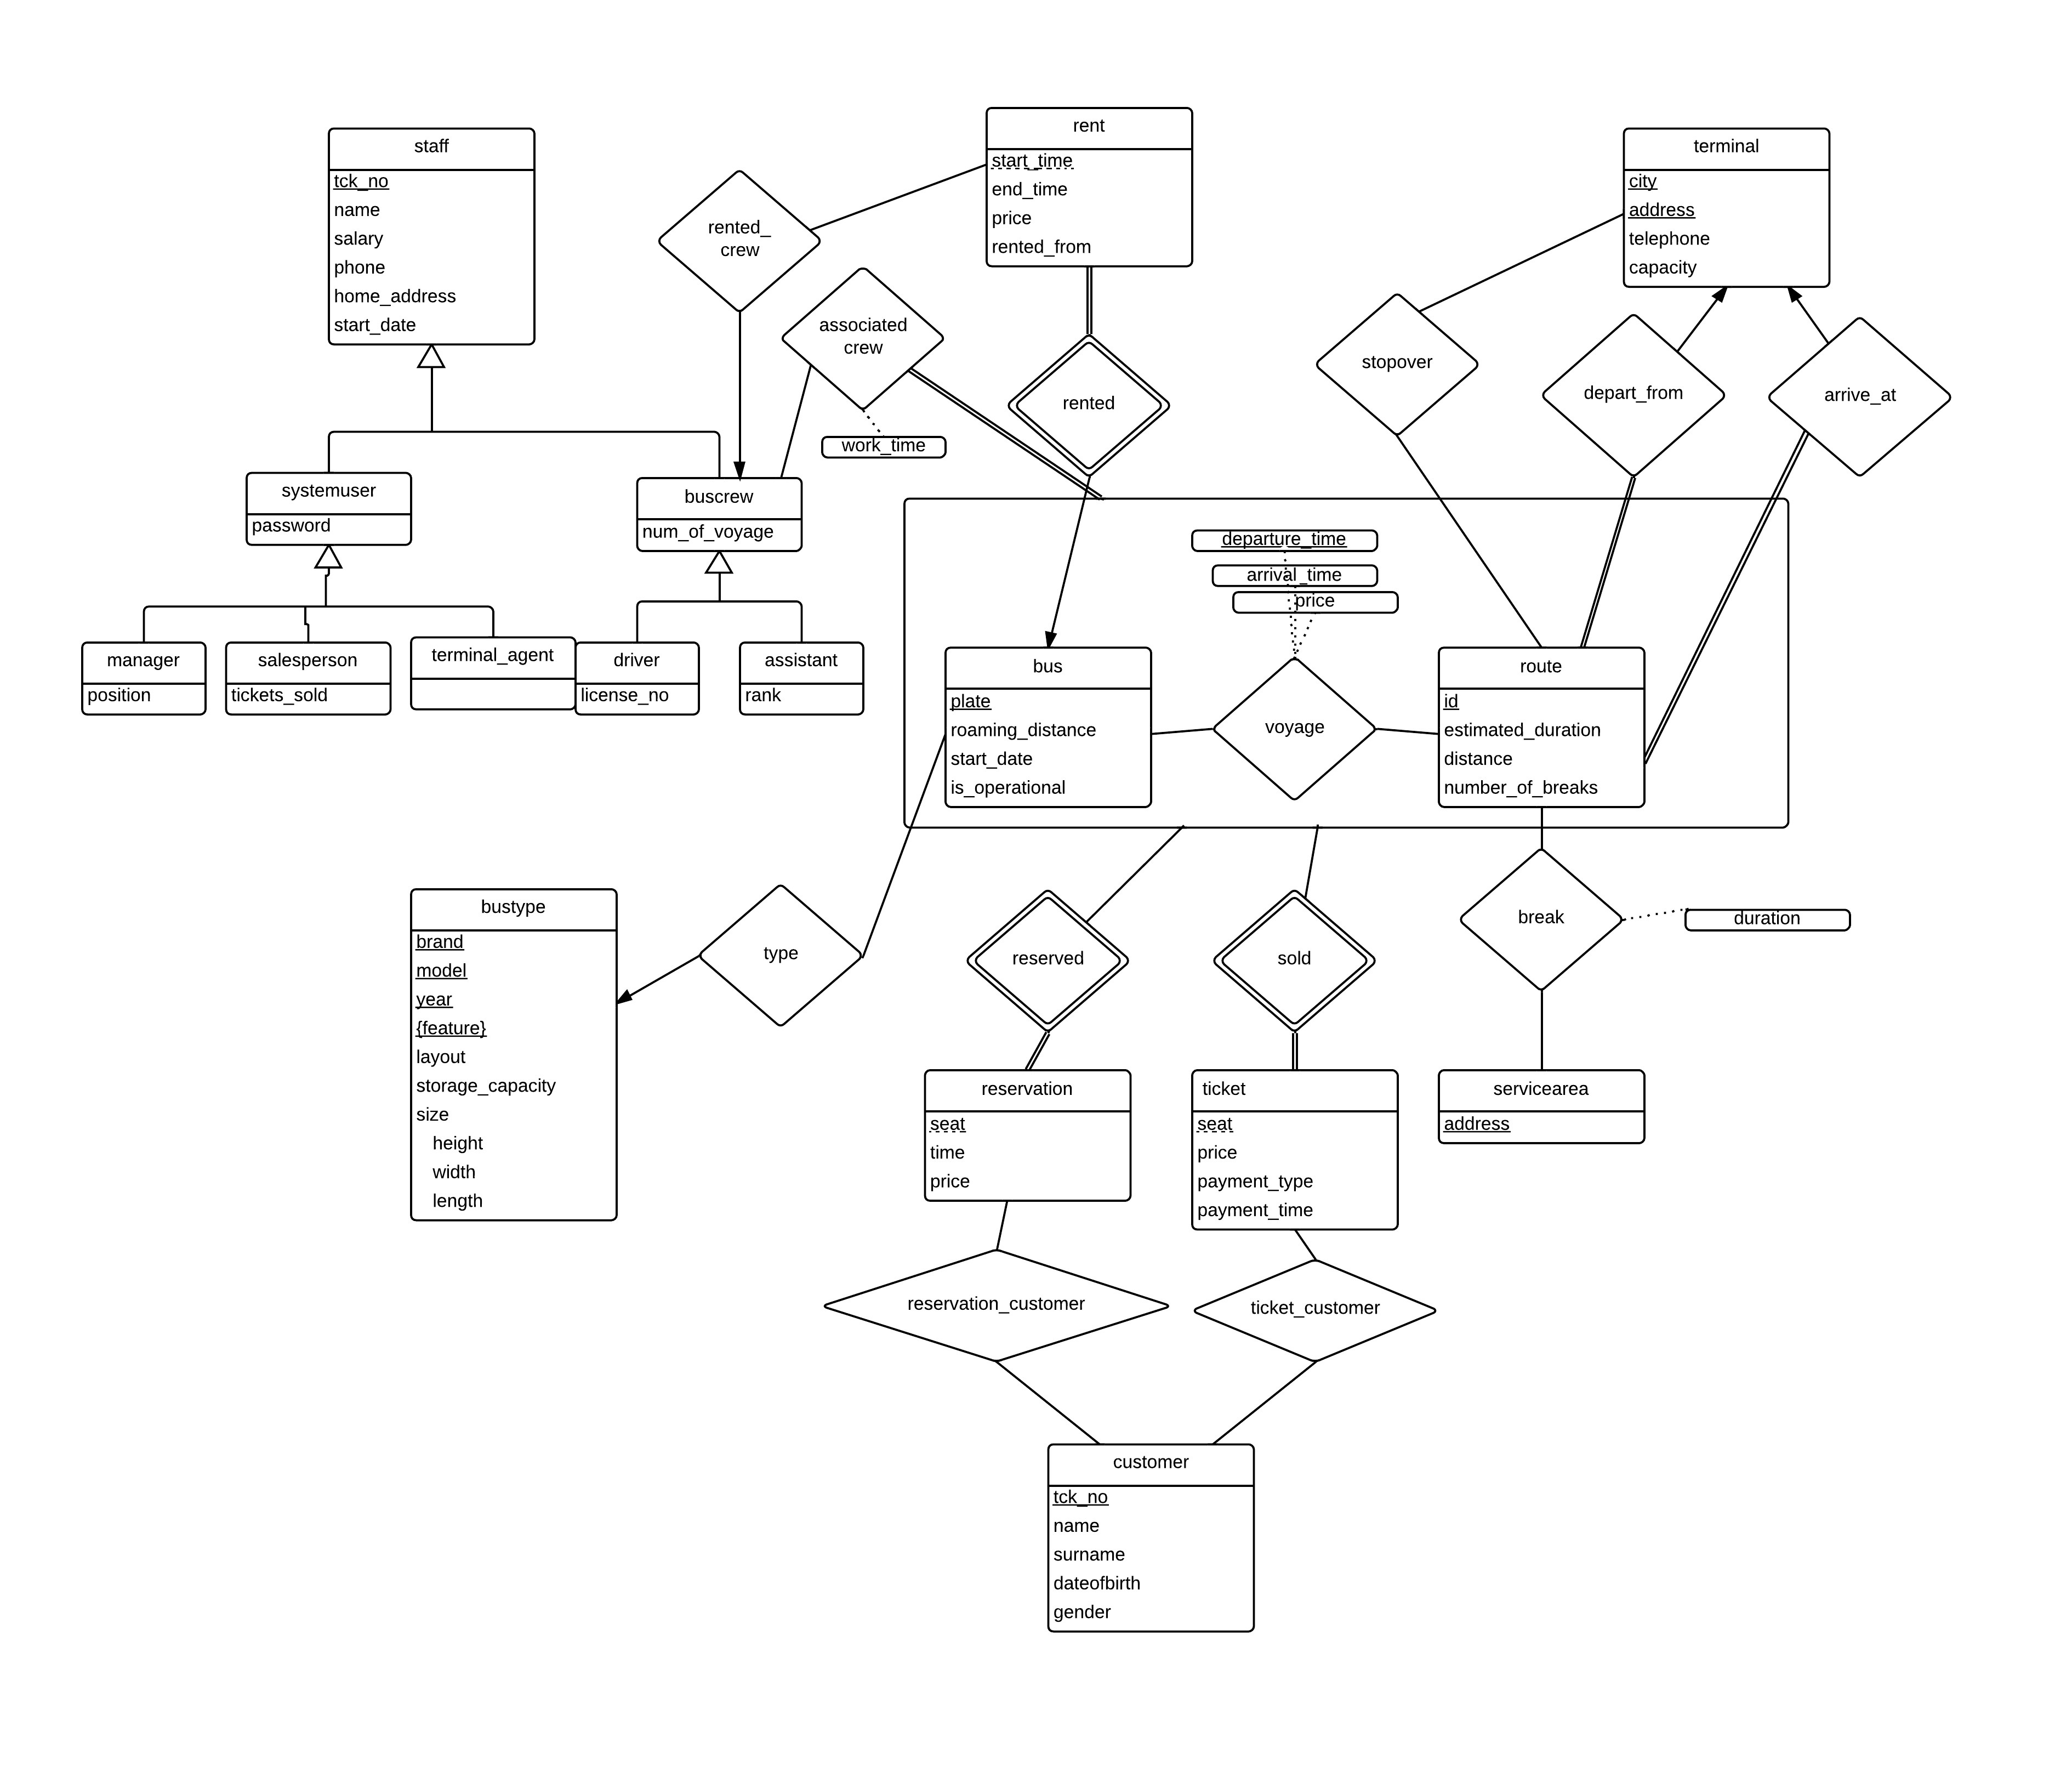 rent
start_time
end_time
price
rented_from
staff
tck_no
name
salary
phone
home_address
start_date
terminal
city
address
telephone
capacity
rented_
crew
associated
crew
work_time
rented
stopover
depart_from
arrive_at
systemuser
password
buscrew
num_of_voyage
manager
position
salesperson
tickets_sold
terminal_agent
driver
license_no
assistant
rank
departure_time
arrival_time
price
bus
plate
roaming_distance
start_date
is_operational
voyage
route
id
estimated_duration
distance
number_of_breaks
bustype
brand
model
year
{feature}
layout
storage_capacity
size
height
width
length
type
reserved
sold
break
duration
reservation
seat
time
price
ticket
seat
price
payment_type
payment_time
servicearea
address
reservation_customer
ticket_customer
customer
tck_no
name
surname
dateofbirth
gender